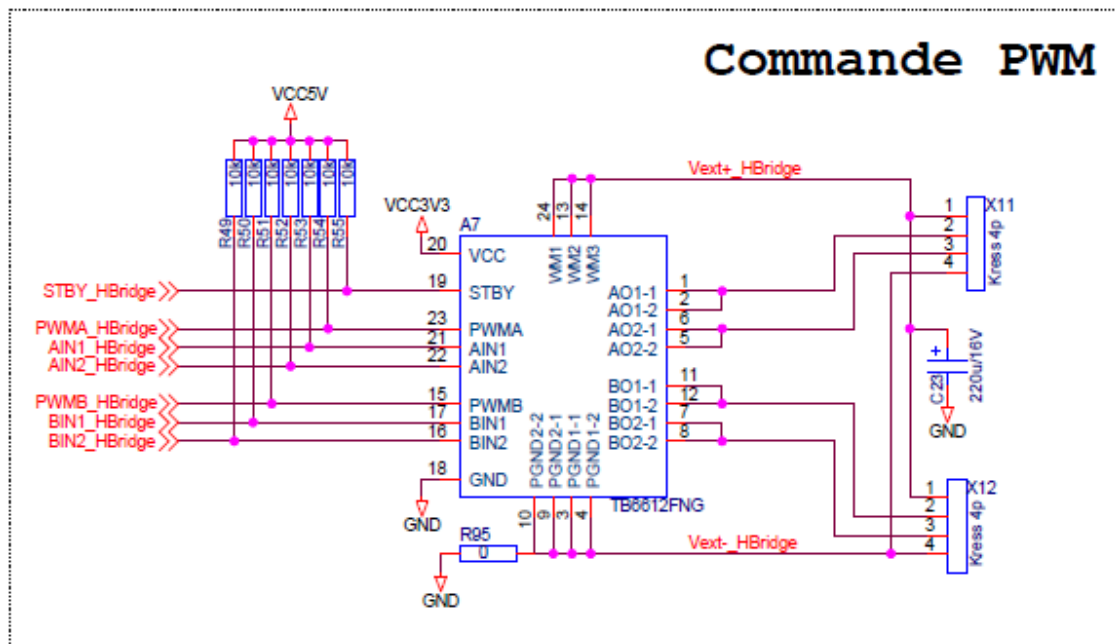 Commande PWM
VCC5V
10k 10k 10k 10k 10k 10k 10k
R49 R50 R51 R52 R53 R54 R55
VCC3V3
A7
Vext+_HBridge
24 13 14
WM1 WM2 WM3
20 VCC
STBY_HBridge 19 STBY
PWMA_HBridge 23 PWMA
AIN1_HBridge 21 AIN1
AIN2_HBridge 22 AIN2
PWMB_HBridge 15 PWMB
BIN1_HBridge 17 BIN1
BIN2_HBridge 16 BIN2
18 GND
GND
AO1-1 1
AO1-2 2
AO2-1 6
AO2-2 5
BO1-1 11
BO1-2 12
BO2-1 7
BO2-2 8
PGND2-2 PGND2-1 PGND1-1 PGND1-2
10 9 3 4
TB6612FNG
R95
0
GND
Vext-_HBridge
X11
1
2
3
4
Kress 4p
+
C23
220u/16V
GND
X12
1
2
3
4
Kress 4p